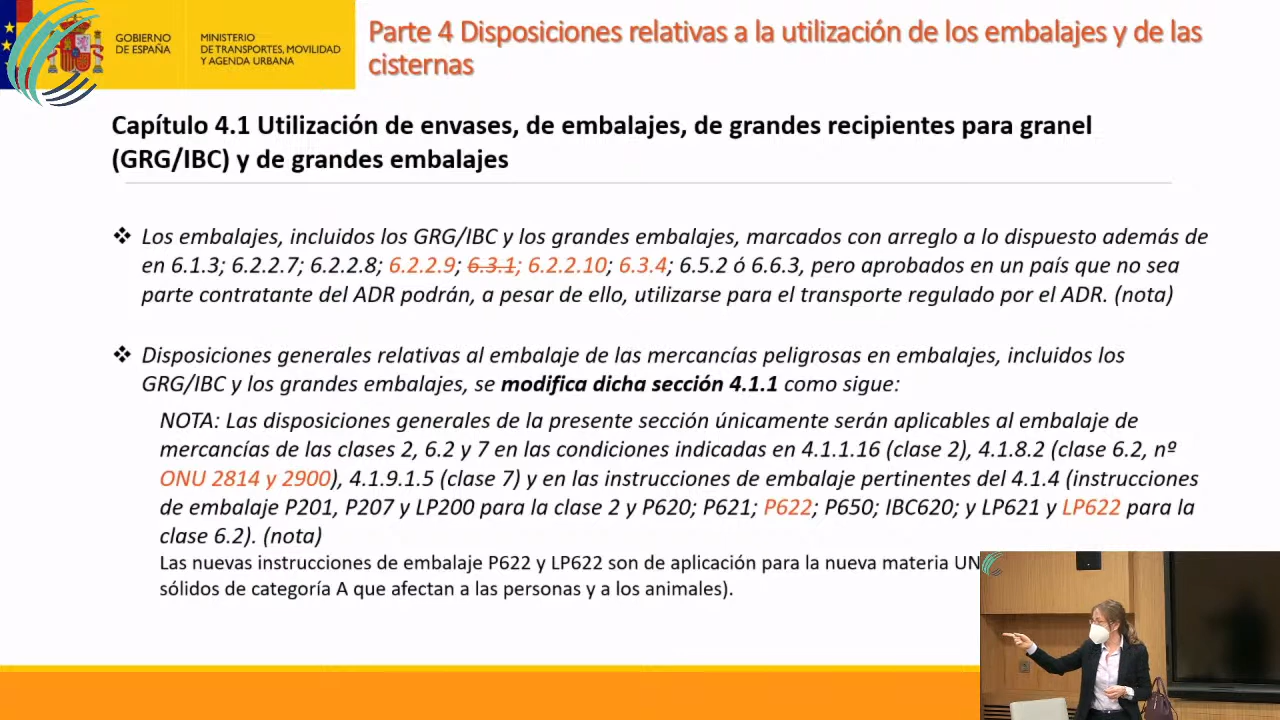 GOBIERNO
DE ESPAÑA
MINISTERIO
DE TRANSPORTES, MOVILIDAD
Y AGENDA URBANA
Parte 4 Disposiciones relativas a la utilización de los embalajes y de las
cisternas
Capítulo 4.1 Utilización de envases, de embalajes, de grandes recipientes para granel
(GRG/IBC) y de grandes embalajes
❖ Los embalajes, incluidos los GRG/IBC y los grandes embalajes, marcados con arreglo a lo dispuesto además de
en 6.1.3; 6.2.2.7; 6.2.2.8; 6.2.2.9; 6.3.1; 6.2.2.10; 6.3.4; 6.5.2 ó 6.6.3, pero aprobados en un país que no sea
parte contratante del ADR podrán, a pesar de ello, utilizarse para el transporte regulado por el ADR. (nota)
❖ Disposiciones generales relativas al embalaje de las mercancías peligrosas en embalajes, incluidos los
GRG/IBC y los grandes embalajes, se modifica dicha sección 4.1.1 como sigue:
NOTA: Las disposiciones generales de la presente sección únicamente serán aplicables al embalaje de
mercancías de las clases 2, 6.2 y 7 en las condiciones indicadas en 4.1.1.16 (clase 2), 4.1.8.2 (clase 6.2, nº
ONU 2814 y 2900), 4.1.9.1.5 (clase 7) y en las instrucciones de embalaje pertinentes del 4.1.4 (instrucciones
de embalaje P201, P207 y LP200 para la clase 2 y P620; P621; P622; P650; IBC620; y LP621 y LP622 para la
clase 6.2). (nota)
Las nuevas instrucciones de embalaje P622 y LP622 son de aplicación para la nueva materia UN
sólidos de categoría A que afectan a las personas y a los animales).